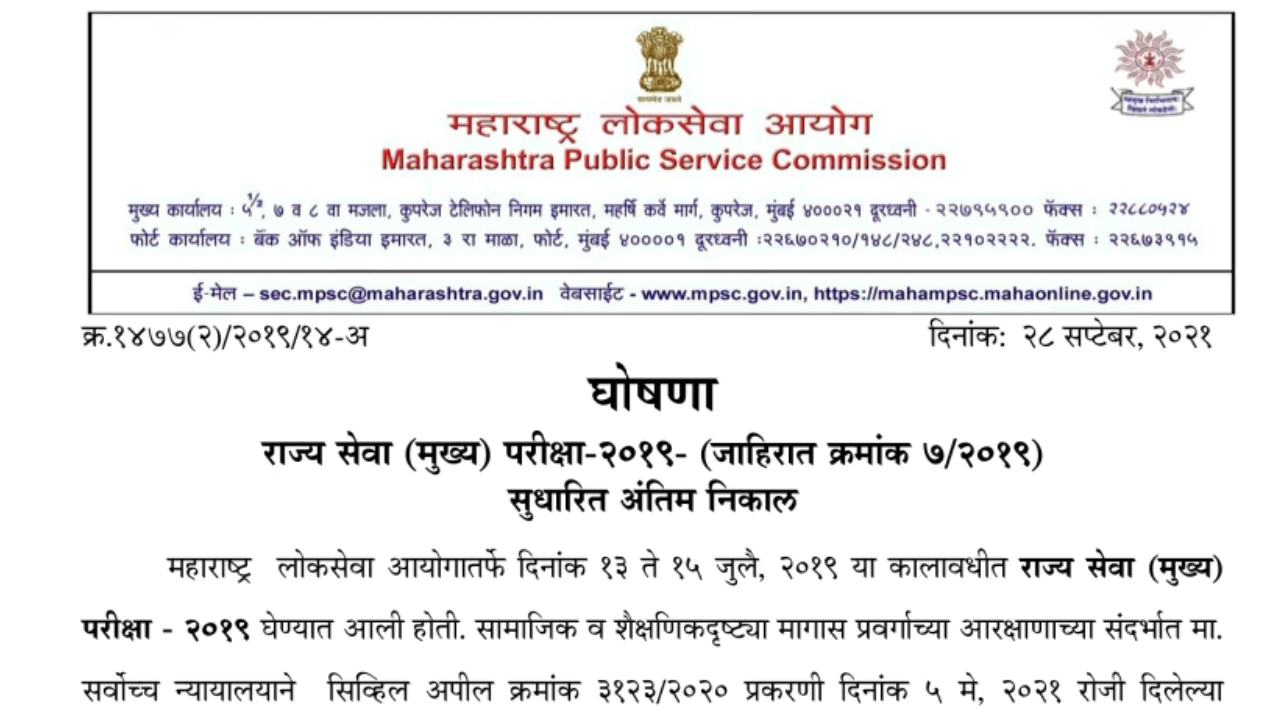 सत्यमेव जयते
महाराष्ट्र लोकसेवा आयोग
Maharashtra Public Service Commission
मुख्य कार्यालय : ५ १/२, ७ व ८ वा मजला, कुपरेज टेलिफोन निगम इमारत, महर्षि कर्वे मार्ग, कुपरेज, मुंबई ४०००२१ दूरध्वनी - २२७९५९०० फॅक्स : २२८८०५२४
फोर्ट कार्यालय : बॅंक ऑफ इंडिया इमारत, ३ रा माळा, फोर्ट, मुंबई ४००००१ दूरध्वनी :२२६७०२१०/१४८/२४८,२२१०२२२२. फॅक्स : २२६७३९१५
ई-मेल – sec.mpsc@maharashtra.gov.in वेबसाईट - www.mpsc.gov.in, https://mahampsc.mahaonline.gov.in
क्र.१४७७(२)/२०१९/१४-अ दिनांक: २८ सप्टेबर, २०२१
घोषणा
राज्य सेवा (मुख्य) परीक्षा-२०१९- (जाहिरात क्रमांक ७/२०१९)
सुधारित अंतिम निकाल
महाराष्ट्र लोकसेवा आयोगातर्फे दिनांक १३ ते १५ जुलै, २०१९ या कालावधीत राज्य सेवा (मुख्य)
परीक्षा - २०१९ घेण्यात आली होती. सामाजिक व शैक्षणिकदृष्ट्या मागास प्रवर्गाच्या आरक्षाणाच्या संदर्भात मा.
सर्वोच्च न्यायालयाने सिव्हिल अपील क्रमांक ३१२३/२०२० प्रकरणी दिनांक ५ मे, २०२१ रोजी दिलेल्या